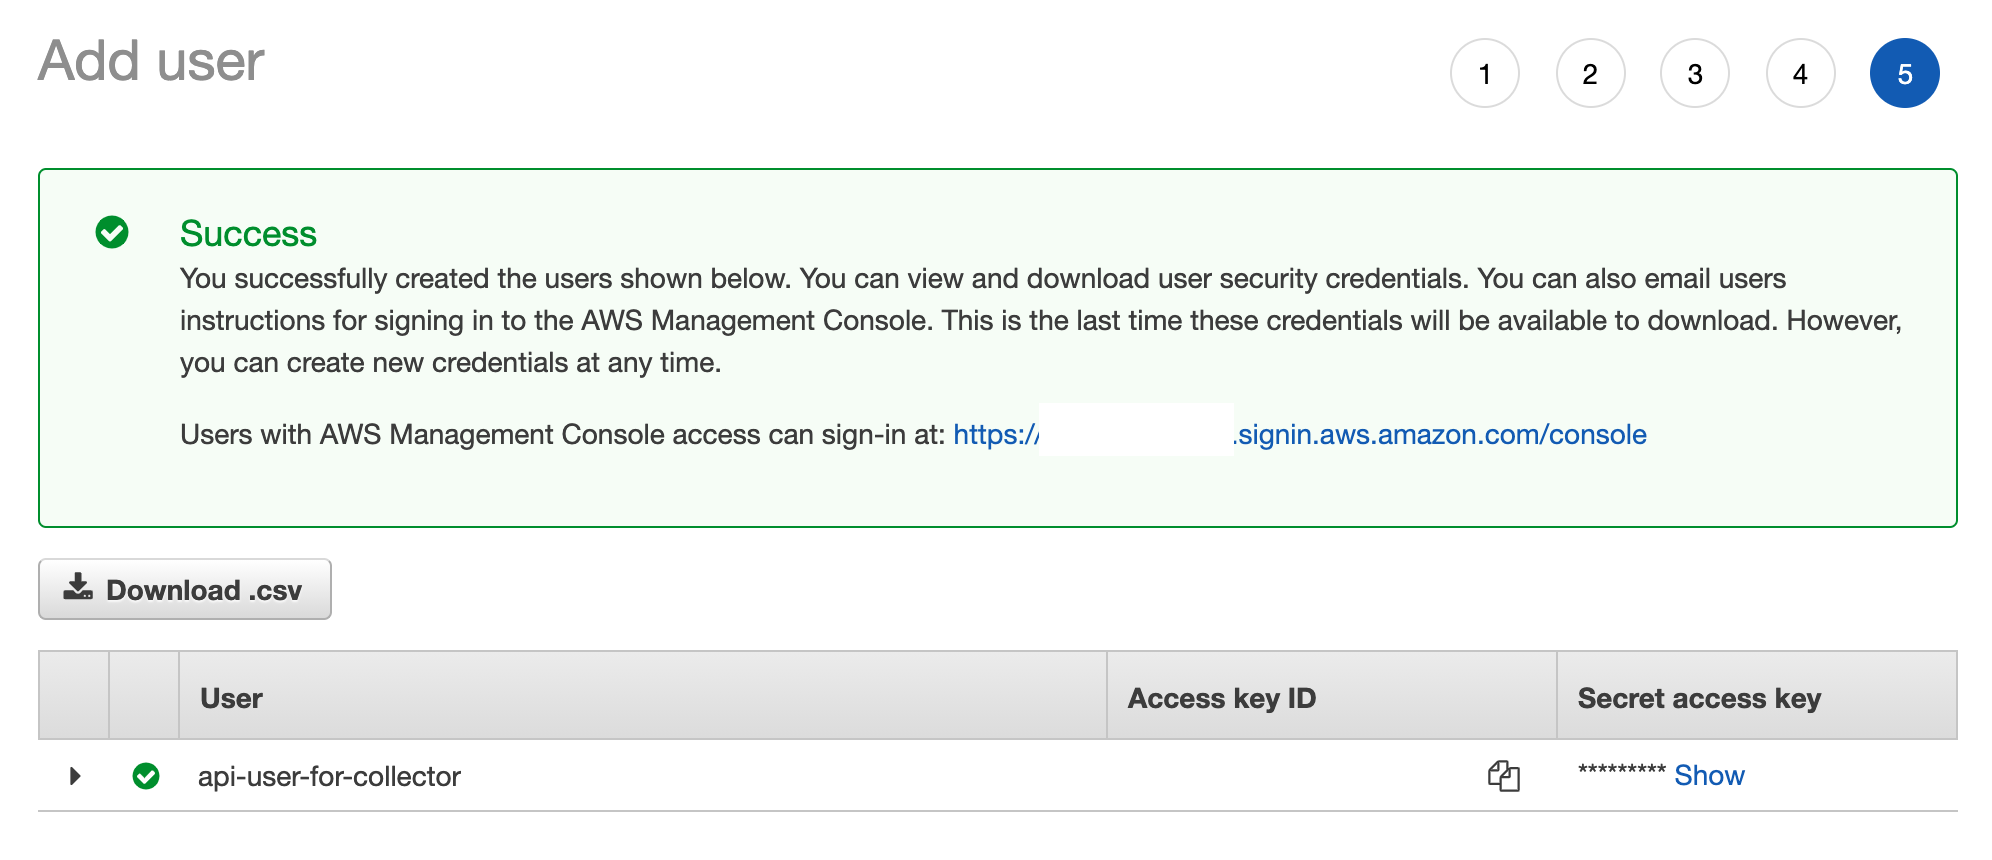 Add user
1 2 3 4 5
Success
You successfully created the users shown below. You can view and download user security credentials. You can also email users
instructions for signing in to the AWS Management Console. This is the last time these credentials will be available to download. However,
you can create new credentials at any time.
Users with AWS Management Console access can sign-in at: https:// .signin.aws.amazon.com/console
Download .csv
User Access key ID Secret access key
api-user-for-collector ********* Show